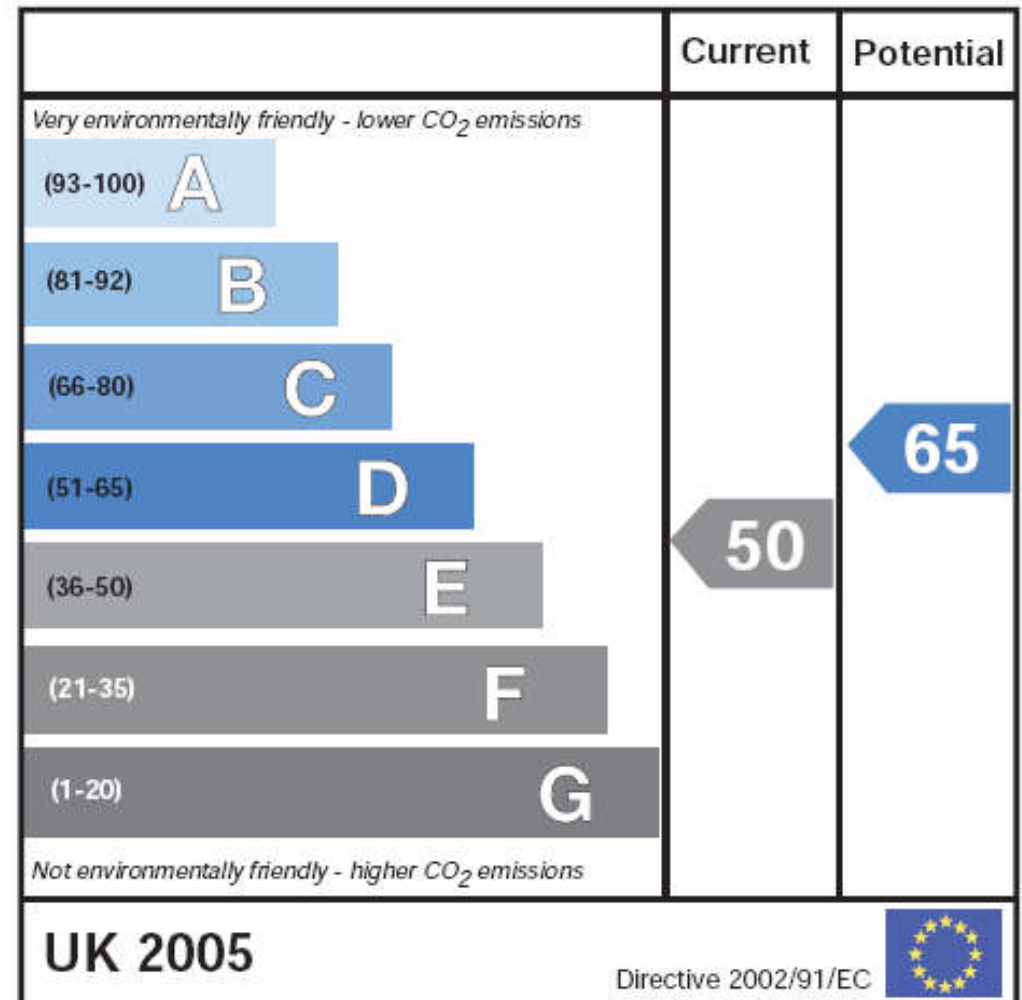 Current Potential
Very environmentally friendly - lower CO2 emissions
(93-100) A
(81-92) B
(66-80) C
65
(51-65) D
50
(36-50) E
(21-35) F
(1-20) G
Not environmentally friendly - higher CO2 emissions
UK 2005
Directive 2002/91/EC